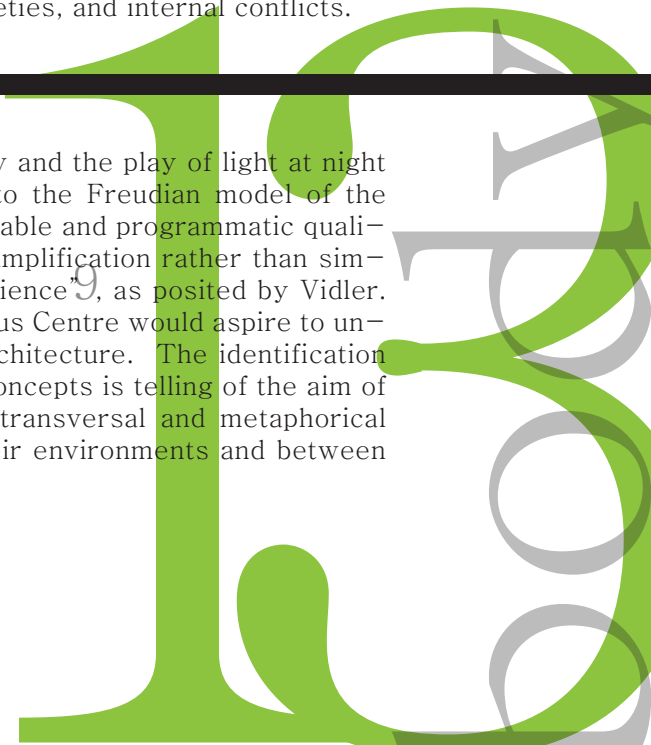 eties, and internal conflicts.
y and the play of light at night
to the Freudian model of the
able and programmatic quali–
mplification rather than sim–
ience”9, as posited by Vidler.
us Centre would aspire to un–
chitecture. The identification
oncepts is telling of the aim of
transversal and metaphorical
ir environments and between
13
body